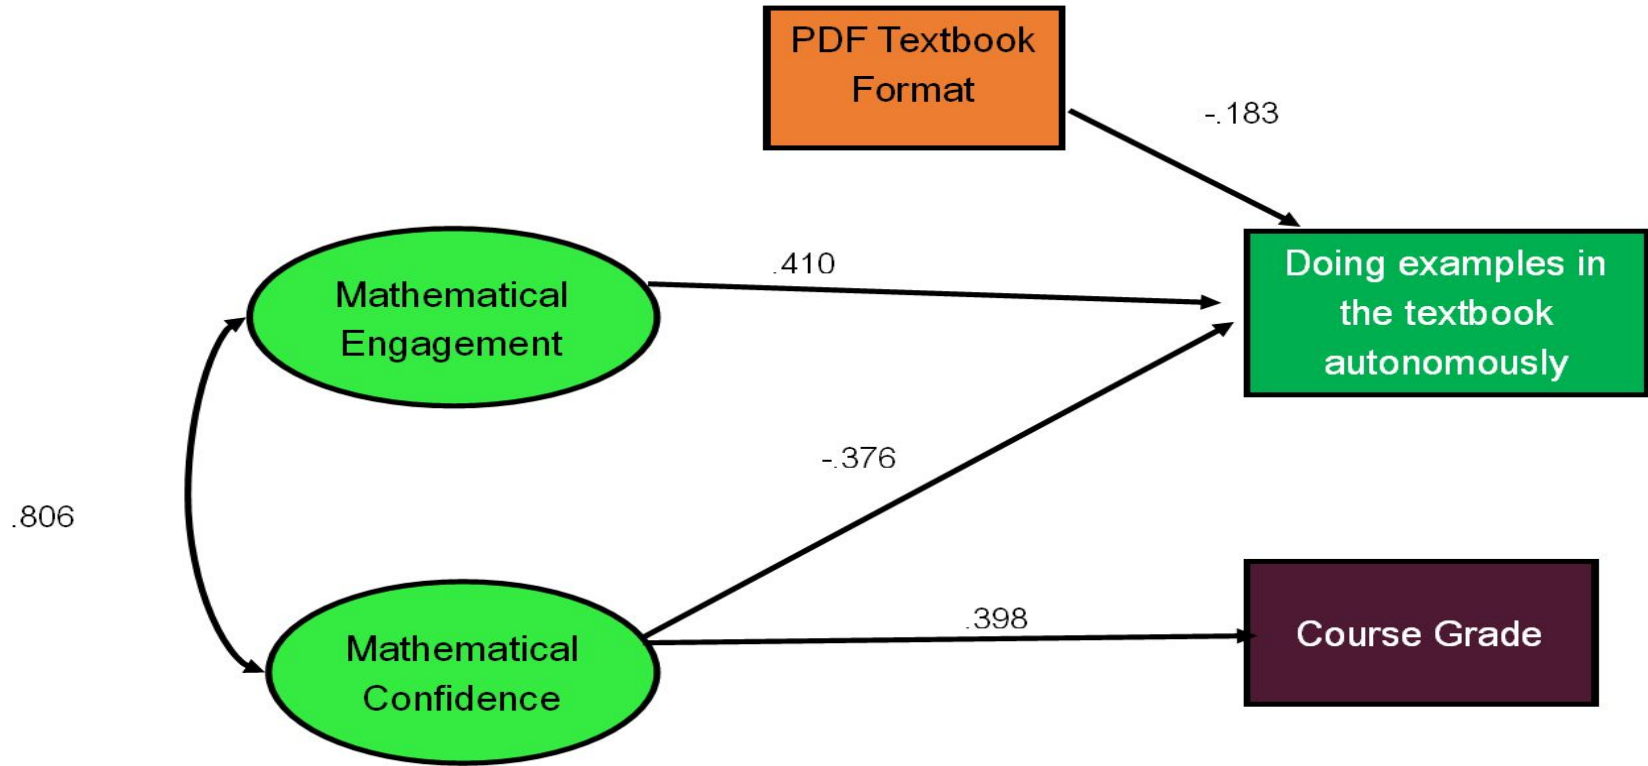 PDF Textbook
Format
-.183
.410
Mathematical
Engagement
Doing examples in
the textbook
autonomously
-.376
.806
.398
Mathematical
Confidence
Course Grade